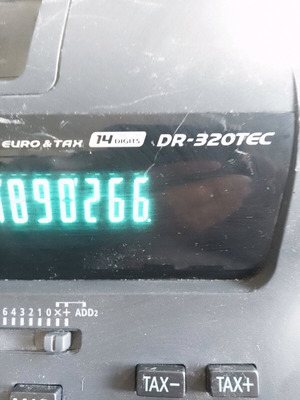 EURO & TAX 14 DIGITS DR-320TEC
890266
6 4 3 2 1 0 X + ADD2
TAX- TAX+